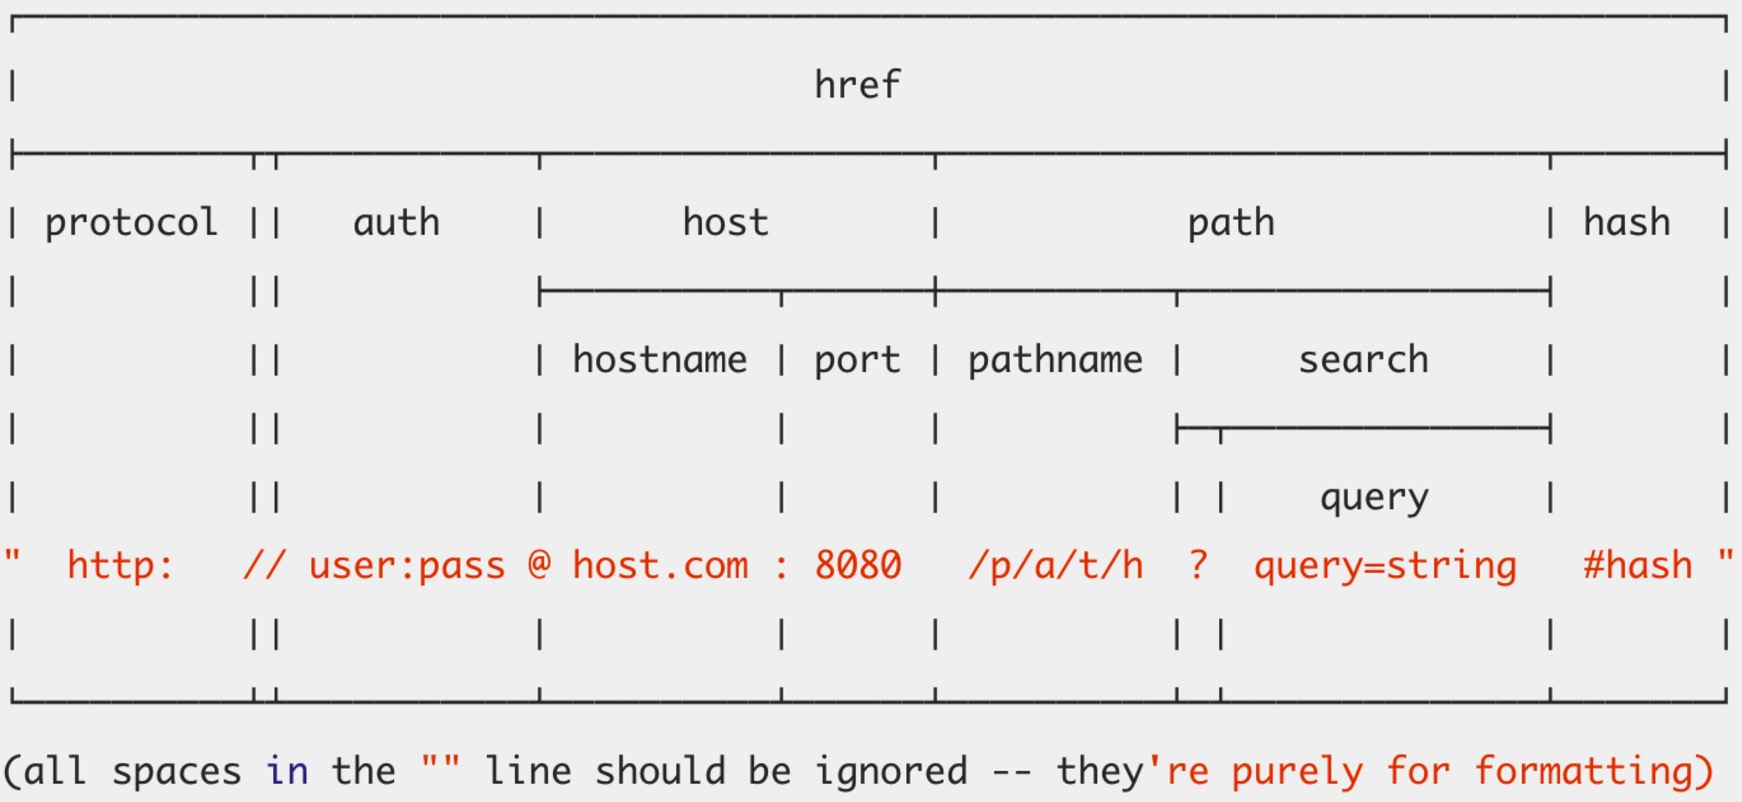 href
protocol auth host path hash
hostname port pathname search
query
" http: // user:pass @ host.com : 8080 /p/a/t/h ? query=string #hash "
(all spaces in the "" line should be ignored -- they're purely for formatting)